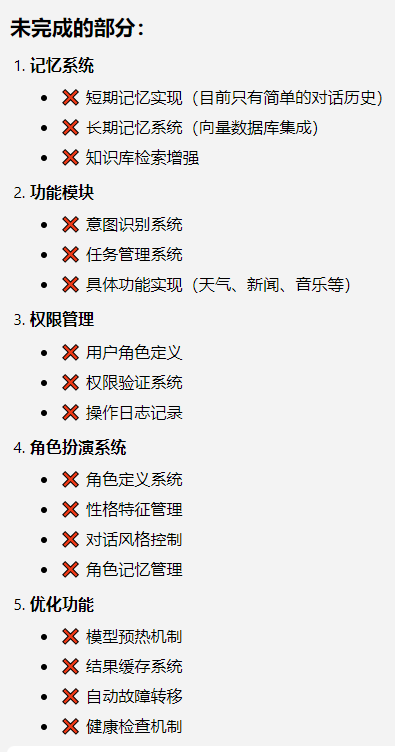 未完成的部分：
1. 记忆系统
• ❌ 短期记忆实现（目前只有简单的对话历史）
• ❌ 长期记忆系统（向量数据库集成）
• ❌ 知识库检索增强
2. 功能模块
• ❌ 意图识别系统
• ❌ 任务管理系统
• ❌ 具体功能实现（天气、新闻、音乐等）
3. 权限管理
• ❌ 用户角色定义
• ❌ 权限验证系统
• ❌ 操作日志记录
4. 角色扮演系统
• ❌ 角色定义系统
• ❌ 性格特征管理
• ❌ 对话风格控制
• ❌ 角色记忆管理
5. 优化功能
• ❌ 模型预热机制
• ❌ 结果缓存系统
• ❌ 自动故障转移
• ❌ 健康检查机制